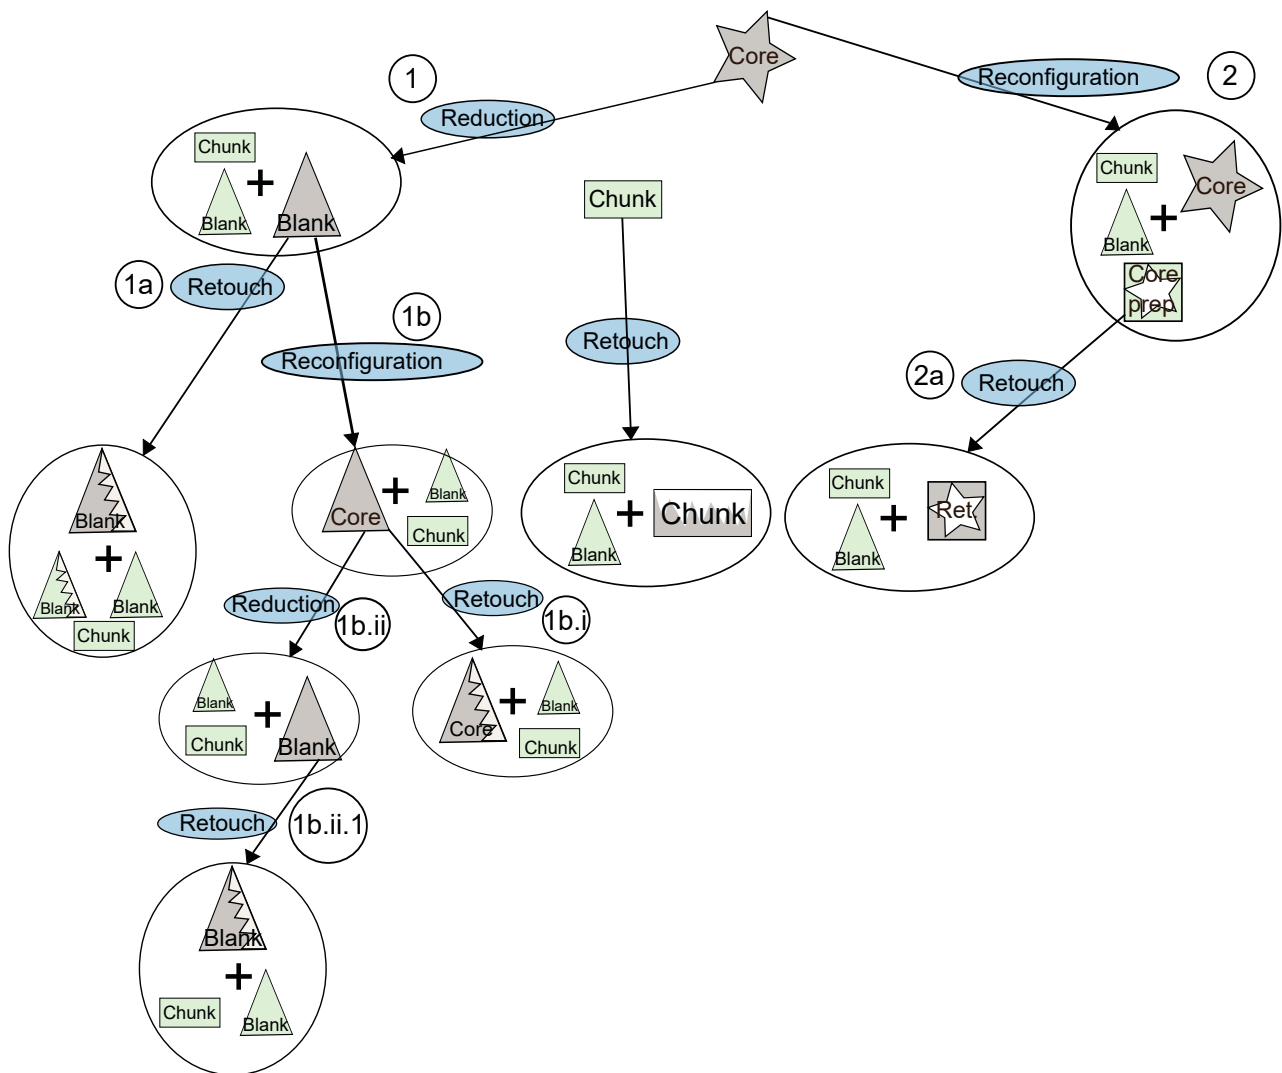 Core
1
Reconfiguration
2
Reduction
Chunk
Blank
+
Blank
Chunk
Chunk
Blank
+
Core
Core
prep
1a
Retouch
1b
Reconfiguration
Retouch
2a
Retouch
Blank
+
Blank
Blank
Chunk
Core
+
Blank
Chunk
Chunk
Blank
+
Chunk
Chunk
Blank
+
Ret.
Reduction
1b.ii
Retouch
1b.i
Blank
Chunk
+
Blank
Core
+
Blank
Chunk
Retouch
1b.ii.1
Blank
+
Chunk
Blank